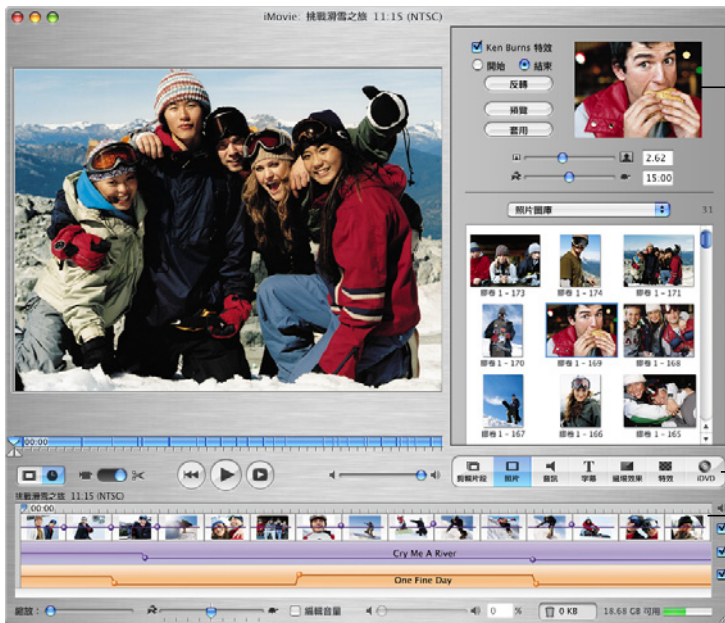 iMovie: 挑戰滑雪之旅 11:15 (NTSC)
Ken Burns 特效
開始 結束
反轉
預覽
套用
2.62
15:00
照片圖庫 31
膠卷 1 - 173 膠卷 1 - 174 膠卷 1 - 171
膠卷 1 - 170 膠卷 1 - 169 膠卷 1 - 168
膠卷 1 - 167 膠卷 1 - 166 膠卷 1 - 165
00:00
剪輯片段 照片 音訊 字幕 過場效果 特效 iDVD
挑戰滑雪之旅 11:15 (NTSC)
00:00
Cry Me A River
One Fine Day
縮放: 編輯音量 0 % 0 KB 18.68 GB 可用